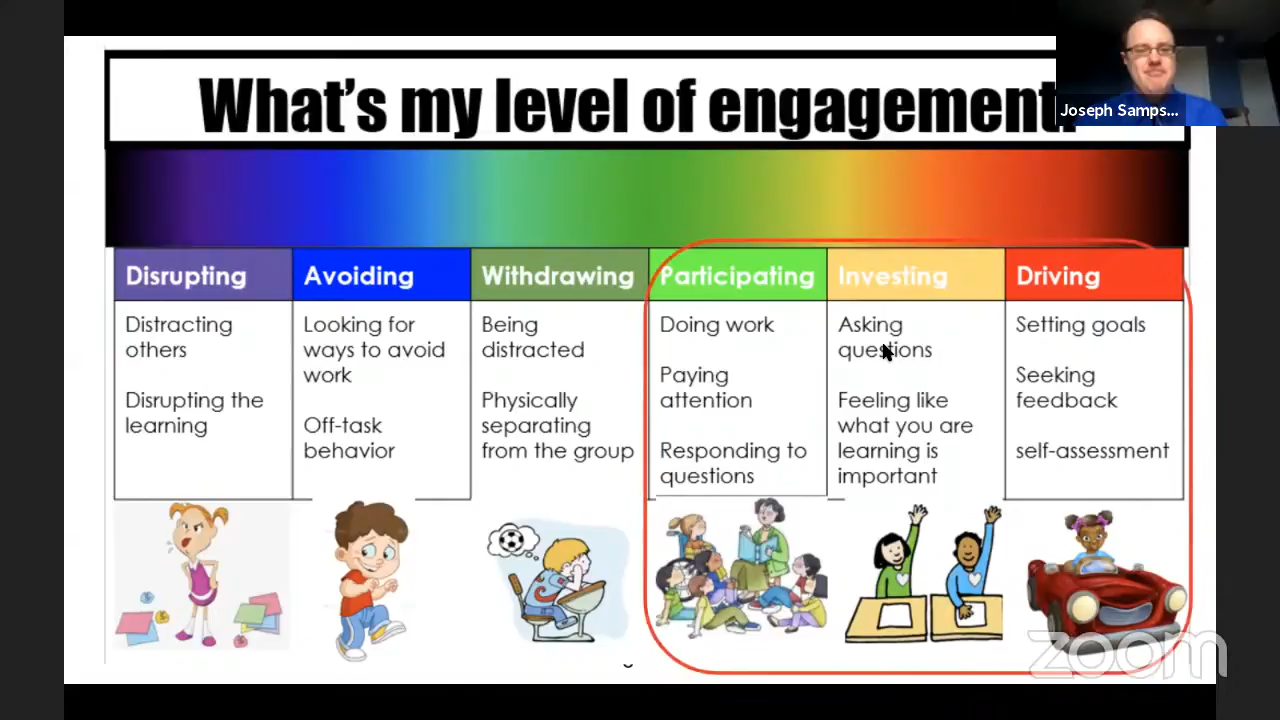 What's my level of engagement
Joseph Samps...
Disrupting
Avoiding
Withdrawing
Participating
Investing
Driving
Distracting
others
Disrupting the
learning
Looking for
ways to avoid
work
Off-task
behavior
Being
distracted
Physically
separating
from the group
Doing work
Paying
attention
Responding to
questions
Asking
questions
Feeling like
what you are
learning is
important
Setting goals
Seeking
feedback
self-assessment
zoom